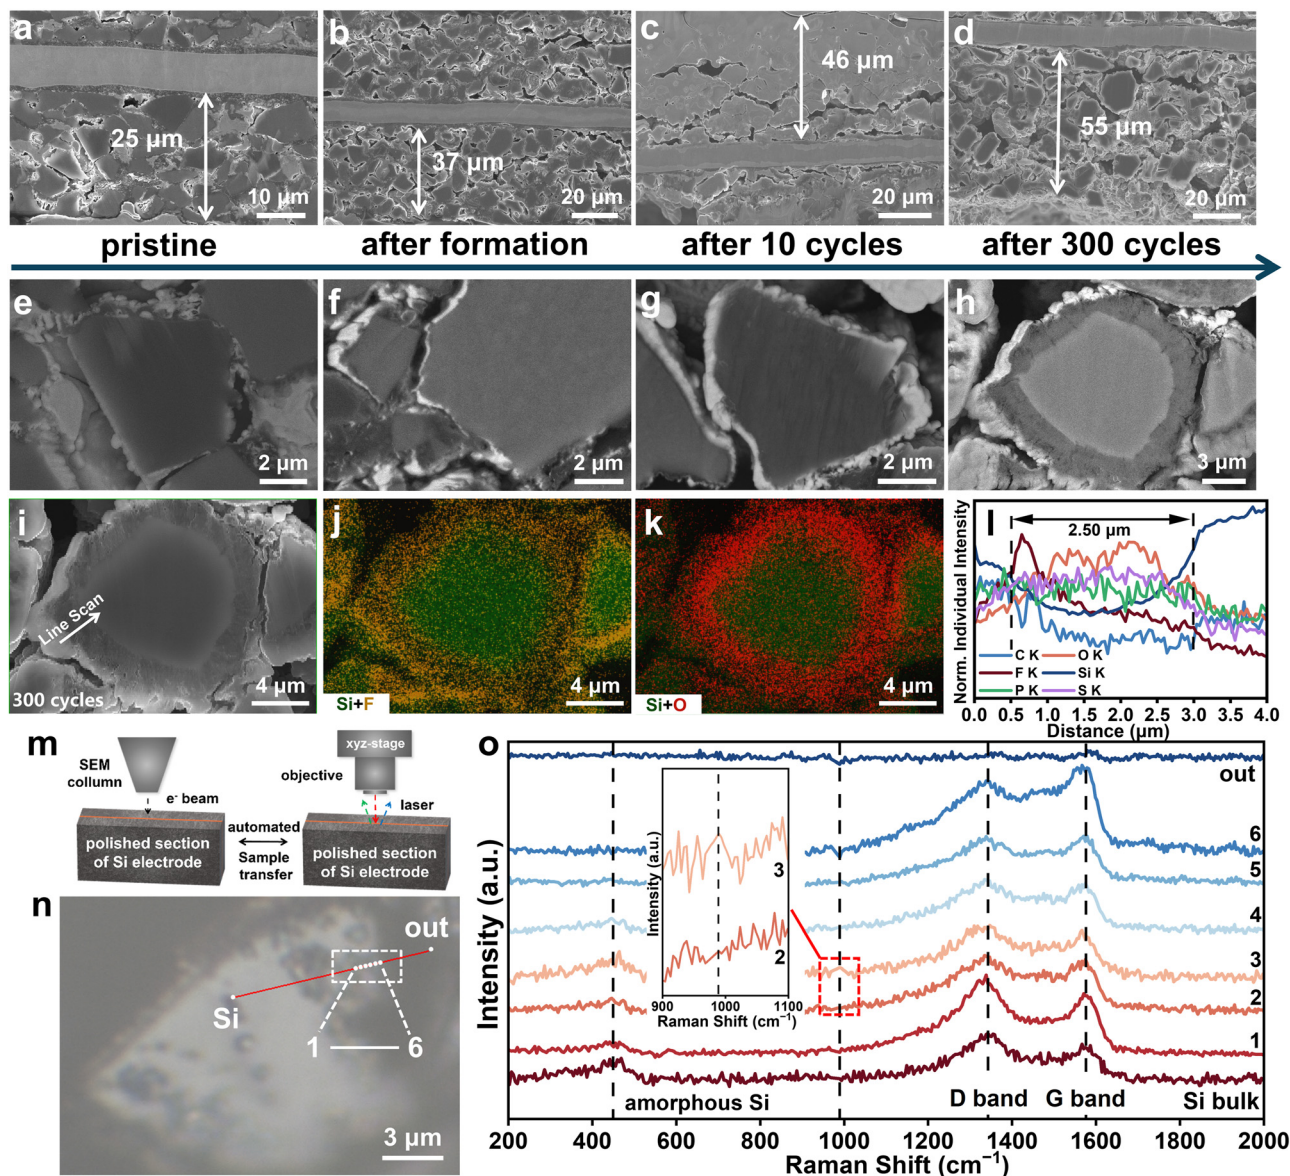 a
25 μm
10 μm
b
37 μm
20 μm
c
46 μm
20 μm
d
55 μm
20 μm
pristine
after formation
after 10 cycles
after 300 cycles
e
2 μm
f
2 μm
g
2 μm
h
3 μm
i
Line Scan
300 cycles
4 μm
j
Si+F
4 μm
k
Si+O
4 μm
l
2.50 μm
Norm. Individual Intensity
C K
O K
F K
Si K
P K
S K
0.0 0.5 1.0 1.5 2.0 2.5 3.0 3.5 4.0
Distance (μm)
m
SEM
collumn
e- beam
polished section
of Si electrode
automated
Sample
transfer
xyz-stage
objective
laser
polished section
of Si electrode
n
out
Si
1
6
3 μm
o
Intensity (a.u.)
out
6
5
4
3
2
1
Si bulk
Intensity (a.u.)
3
2
900 1000 1100
Raman Shift (cm⁻¹)
amorphous Si
D band
G band
200 400 600 800 1000 1200 1400 1600 1800 2000
Raman Shift (cm⁻¹)